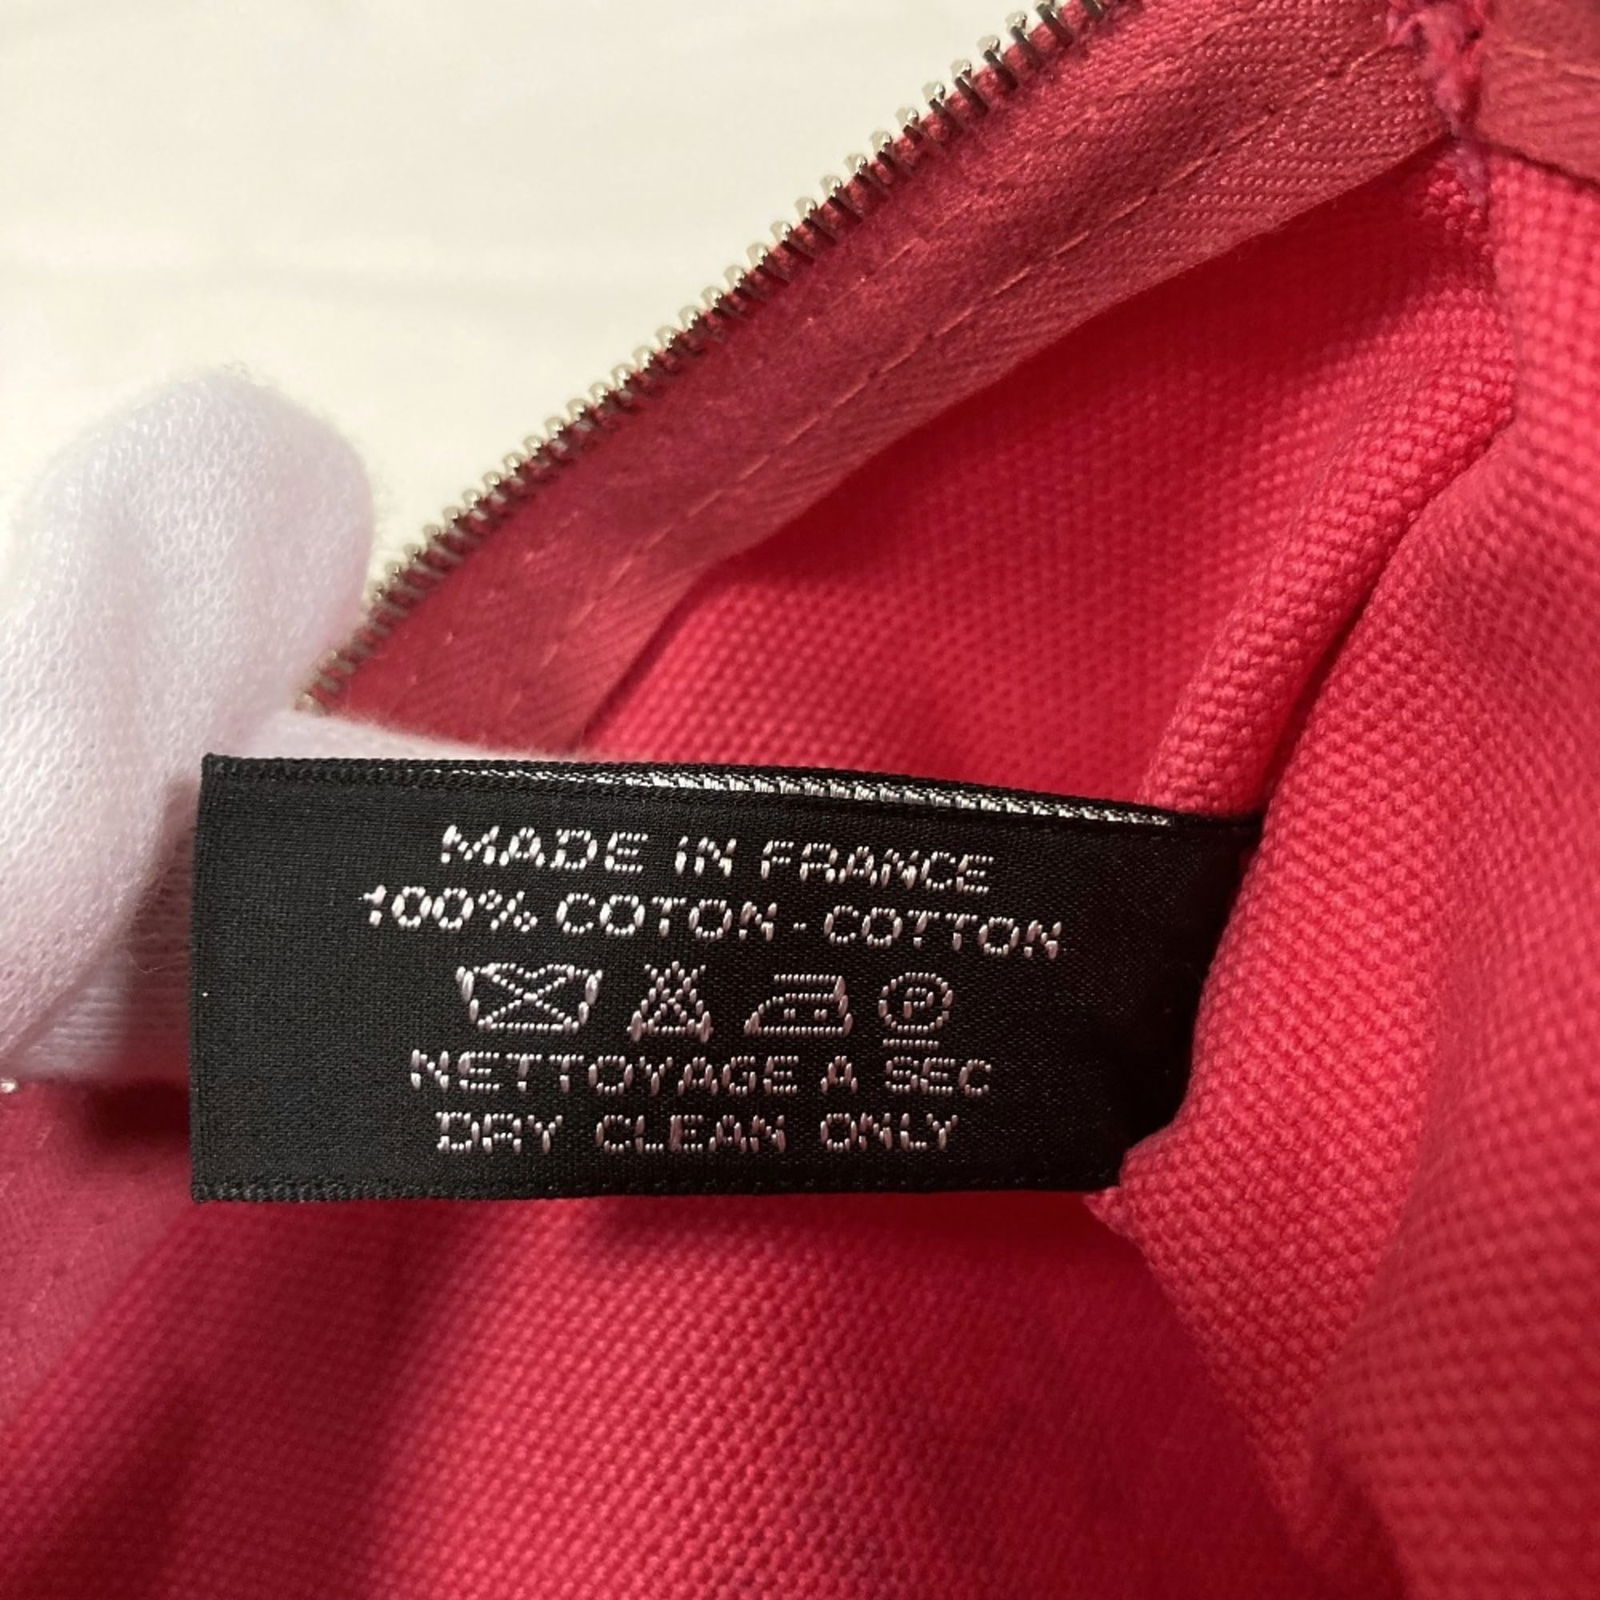 MADE IN FRANCE
100% COTON - COTTON
P
NETTOYAGE A SEC
DRY CLEAN ONLY